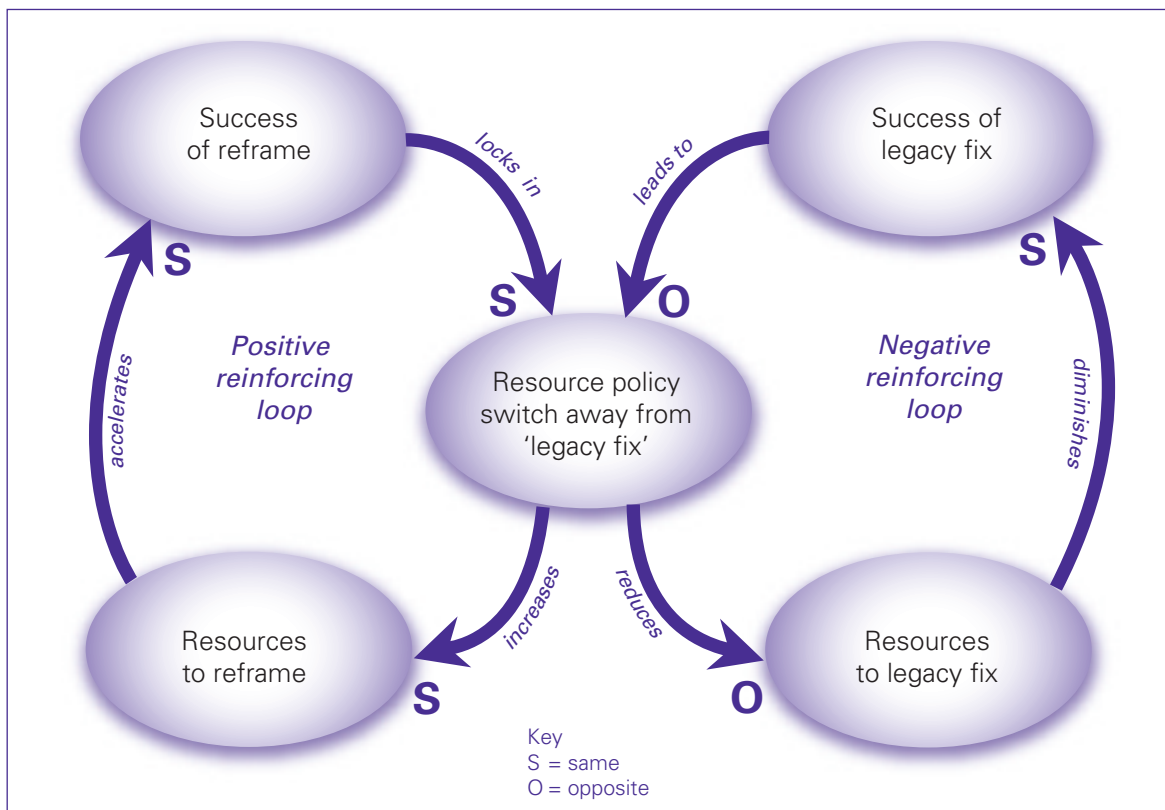 Success
of reframe
locks in
S
leads to
O
Success of
legacy fix
S
S
Positive
reinforcing
loop
Negative
reinforcing
loop
accelerates
diminishes
Resource policy
switch away from
‘legacy fix’
increases
reduces
Resources
to reframe
S
Resources
to legacy fix
O
Key
S = same
O = opposite